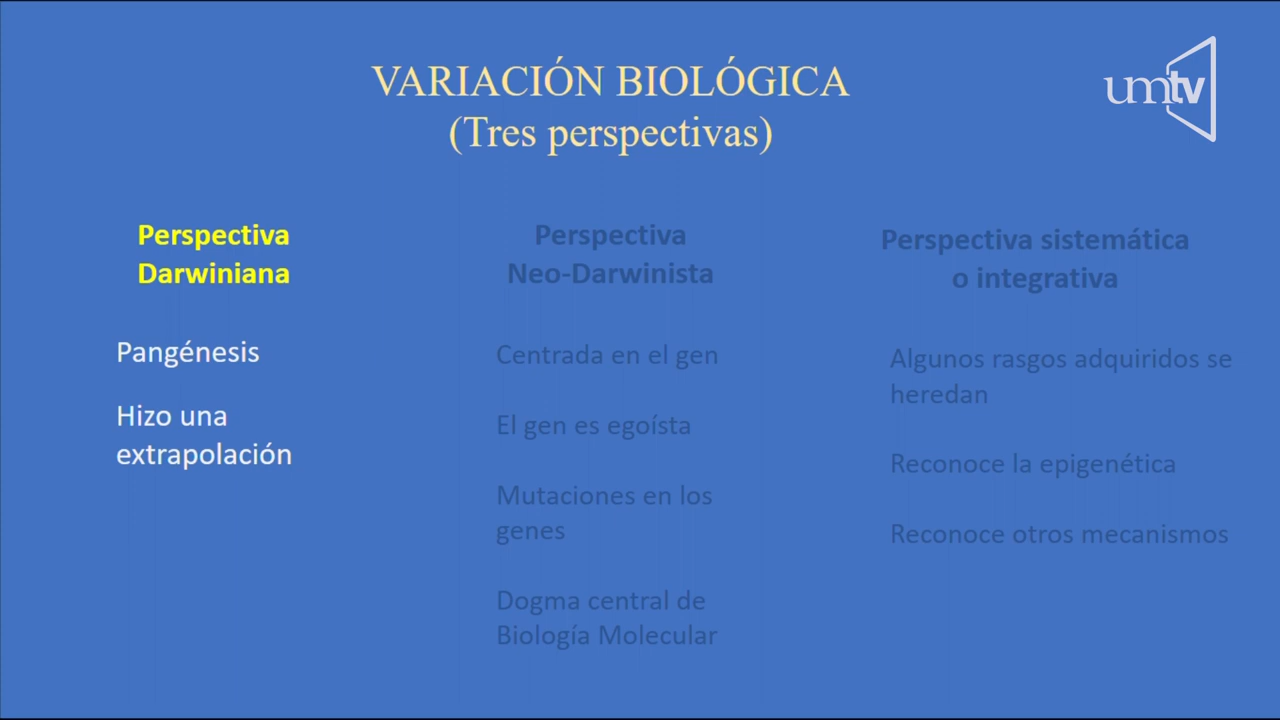 VARIACIÓN BIOLÓGICA
(Tres perspectivas)
umtv
Perspectiva
Darwiniana
Pangénesis
Hizo una
extrapolación
Perspectiva
Neo-Darwinista
Centrada en el gen
El gen es egoísta
Mutaciones en los
genes
Dogma central de
Biología Molecular
Perspectiva sistemática
o integrativa
Algunos rasgos adquiridos se
heredan
Reconoce la epigenética
Reconoce otros mecanismos